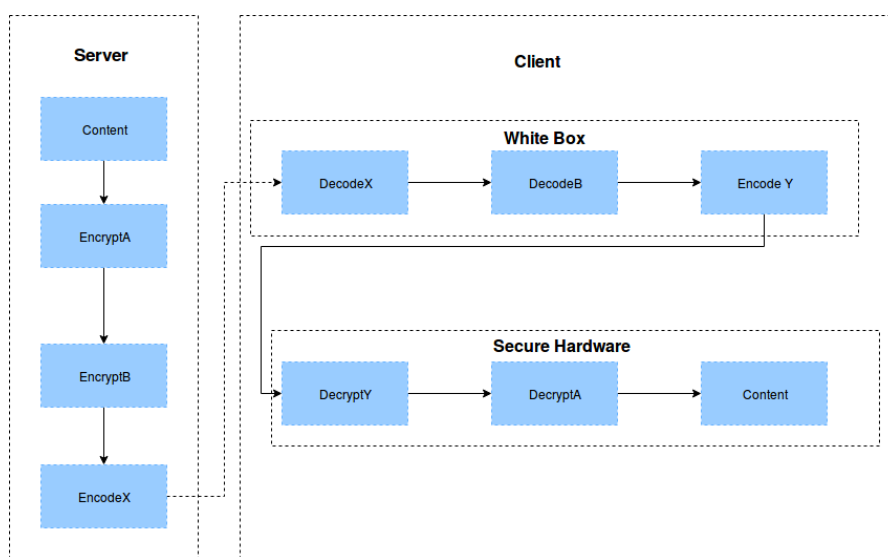 Server
Content
EncryptA
EncryptB
EncodeX
Client
White Box
DecodeX
DecodeB
Encode Y
Secure Hardware
DecryptY
DecryptA
Content